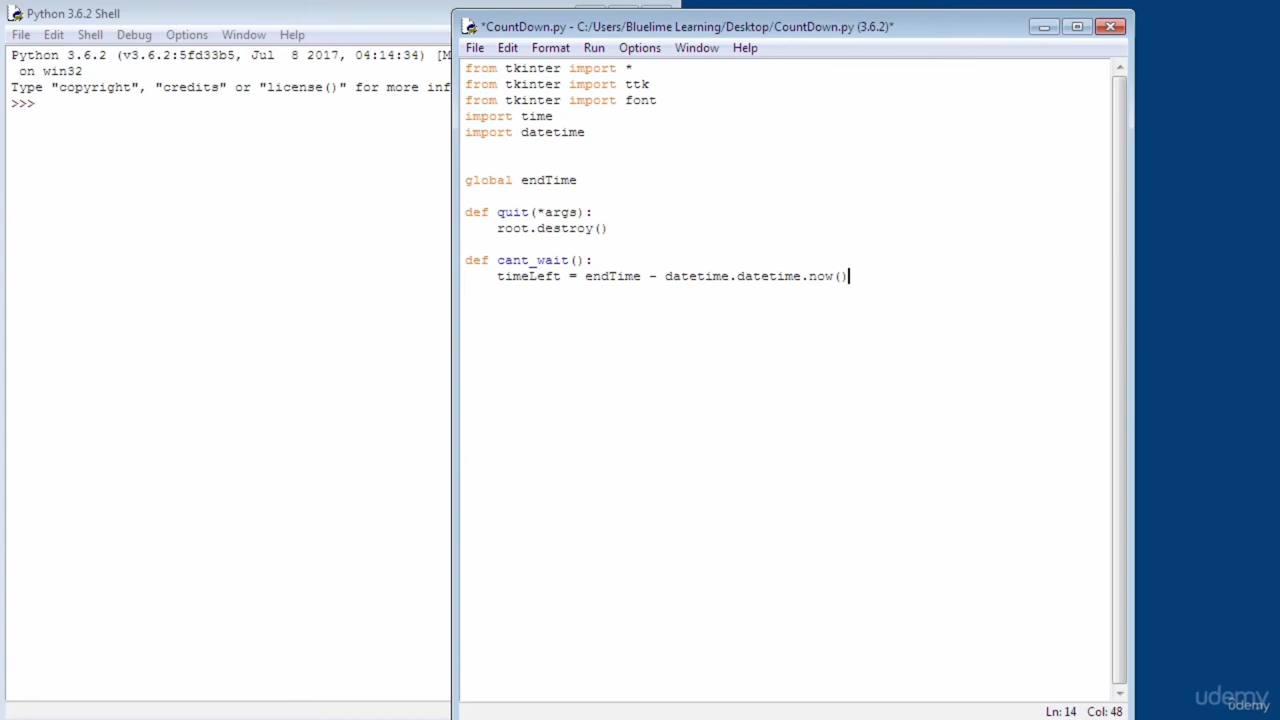 Python 3.6.2 Shell
File Edit Shell Debug Options Window Help
Python 3.6.2 (v3.6.2:5fd33b5, Jul  8 2017, 04:14:34) [M
 on win32
Type "copyright", "credits" or "license()" for more inf
>>>
*CountDown.py - C:/Users/Bluelime Learning/Desktop/CountDown.py (3.6.2)*
File Edit Format Run Options Window Help
from tkinter import *
from tkinter import ttk
from tkinter import font
import time
import datetime
global endTime
def quit(*args):
    root.destroy()
def cant_wait():
    timeLeft = endTime - datetime.datetime.now()
Ln: 14 Col: 48
udemy
udemy